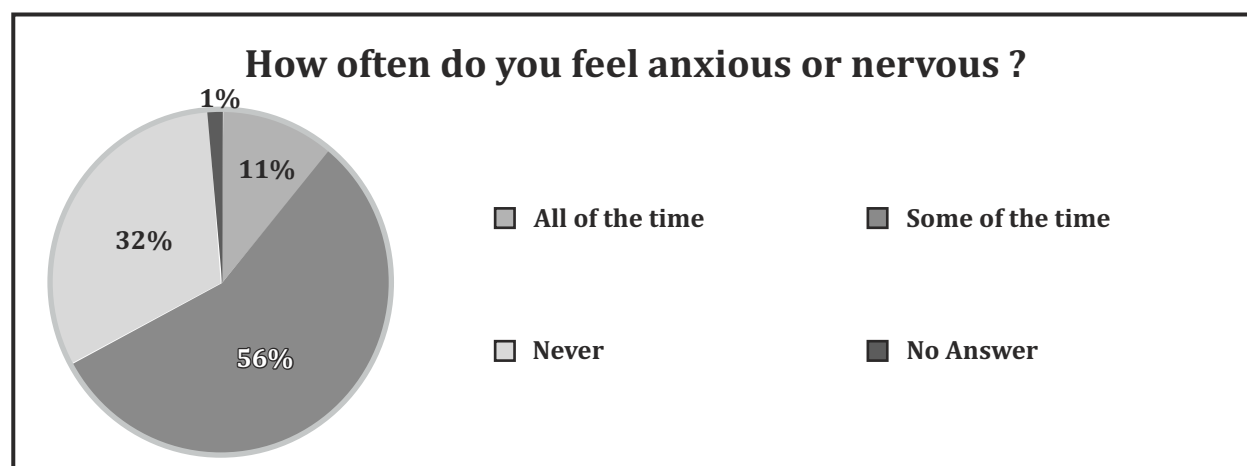 How often do you feel anxious or nervous ?
1%
11%
32%
56%
All of the time
Some of the time
Never
No Answer